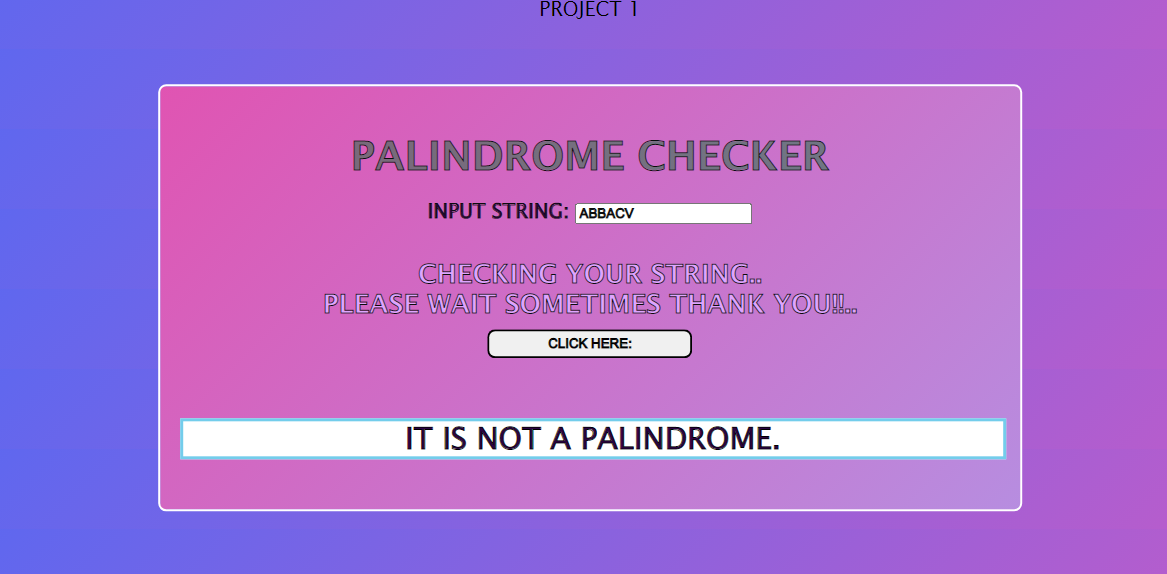 PROJECT 1
PALINDROME CHECKER
INPUT STRING: ABBACV
CHECKING YOUR STRING..
PLEASE WAIT SOMETIMES THANK YOU!!..
CLICK HERE:
IT IS NOT A PALINDROME.